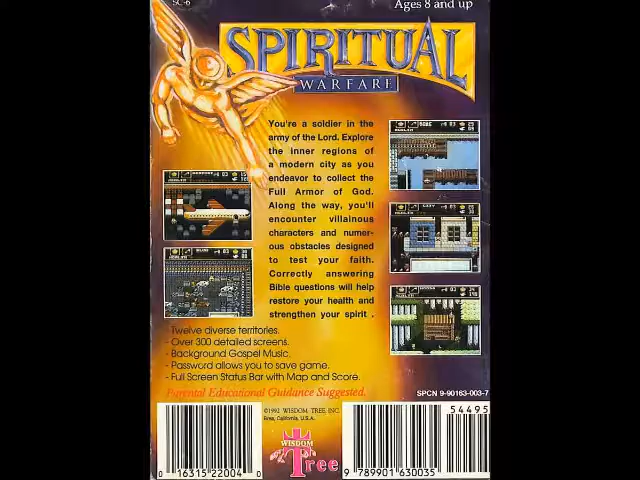 SC-6
Ages 8 and up
SPIRITUAL
WARFARE
You're a soldier in the
army of the Lord. Explore
the inner regions of
a modern city as you
endeavor to collect the
Full Armor of God.
Along the way, you'll
encounter villainous
characters and numer-
ous obstacles designed
to test your faith.
Correctly answering
Bible questions will help
restore your health and
strengthen your spirit .
Twelve diverse territories.
- Over 300 detailed screens.
- Background Gospel Music.
- Password allows you to save game.
- Full Screen Status Bar with Map and Score.
Parental Educational Guidance Suggested.
SPCN 9-90163-003-7
©1992 WISDOM TREE, INC.
Brea, California, U.S.A.
WISDOM
Tree
0 16315 22004 0
54495
9 789901 630035